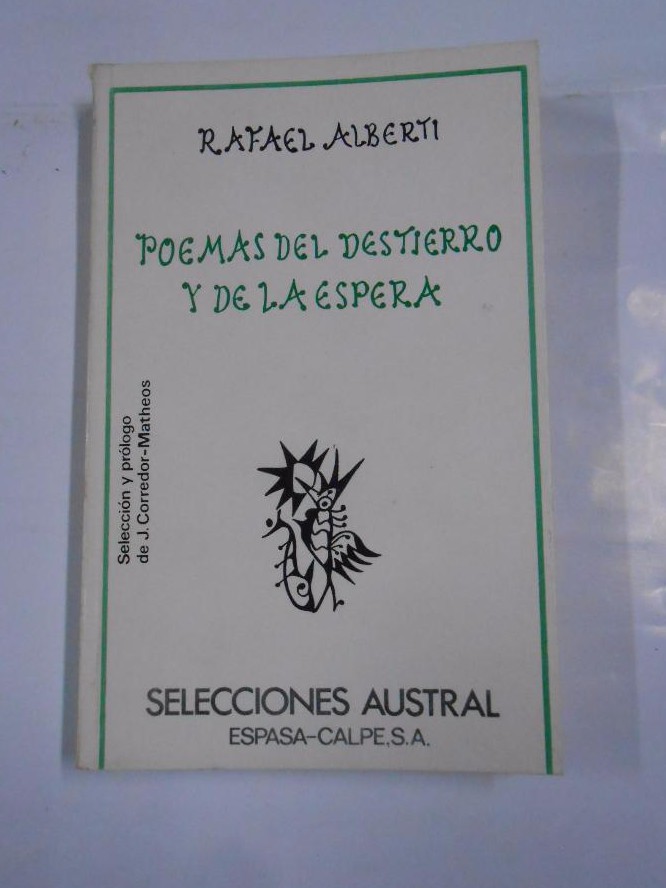 RAFAEL ALBERTI
POEMAS DEL DESTIERRO
Y DE LA ESPERA
Selección y prólogo
de J. Corredor-Matheos
SELECCIONES AUSTRAL
ESPASA-CALPE, S.A.